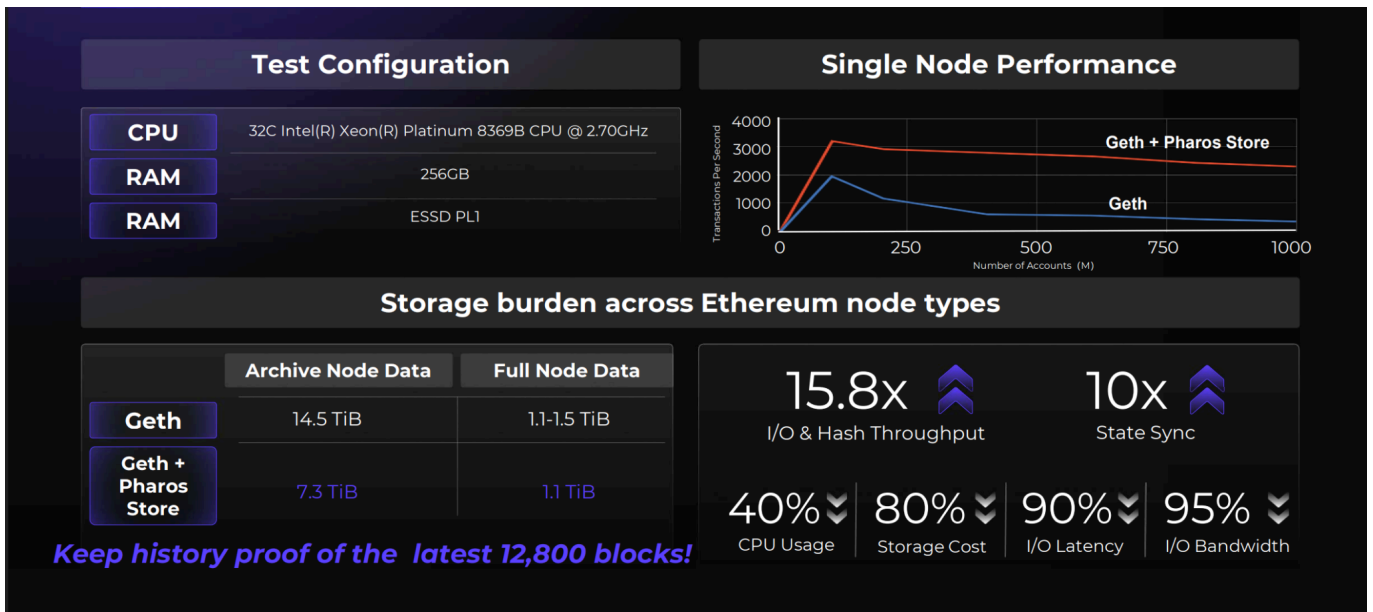 Test Configuration
CPU
32C Intel(R) Xeon(R) Platinum 8369B CPU @ 2.70GHz
RAM
256GB
RAM
ESSD PL1
Single Node Performance
Transactions Per Second
4000
3000
2000
1000
0
Geth + Pharos Store
Geth
0 250 500 750 1000
Number of Accounts (M)
Storage burden across Ethereum node types
Archive Node Data Full Node Data
Geth 14.5 TiB 1.1-1.5 TiB
Geth +
Pharos
Store
7.3 TiB 1.1 TiB
Keep history proof of the latest 12,800 blocks!
15.8x
I/O & Hash Throughput
10x
State Sync
40%
CPU Usage
80%
Storage Cost
90%
I/O Latency
95%
I/O Bandwidth